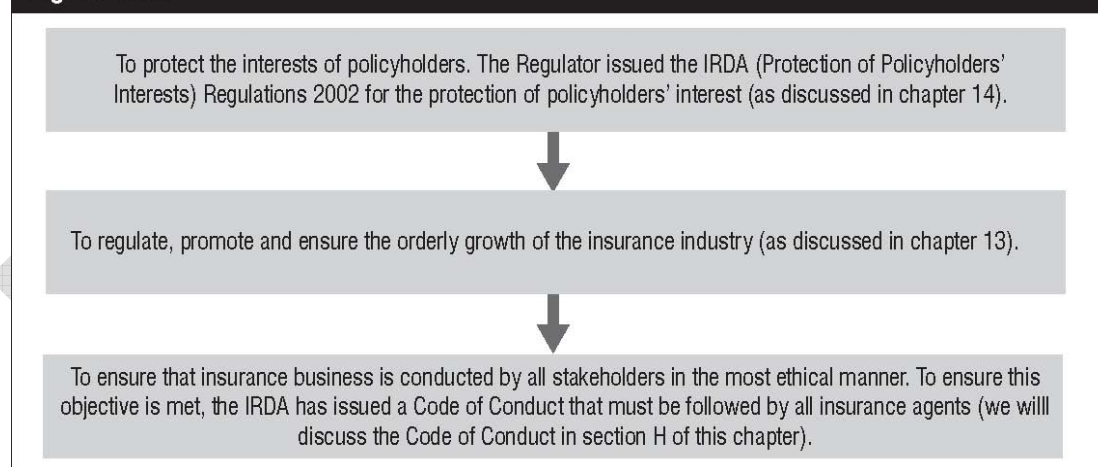 To protect the interests of policyholders. The Regulator issued the IRDA (Protection of Policyholders'
Interests) Regulations 2002 for the protection of policyholders' interest (as discussed in chapter 14).
To regulate, promote and ensure the orderly growth of the insurance industry (as discussed in chapter 13).
To ensure that insurance business is conducted by all stakeholders in the most ethical manner. To ensure this
objective is met, the IRDA has issued a Code of Conduct that must be followed by all insurance agents (we willl
discuss the Code of Conduct in section H of this chapter).